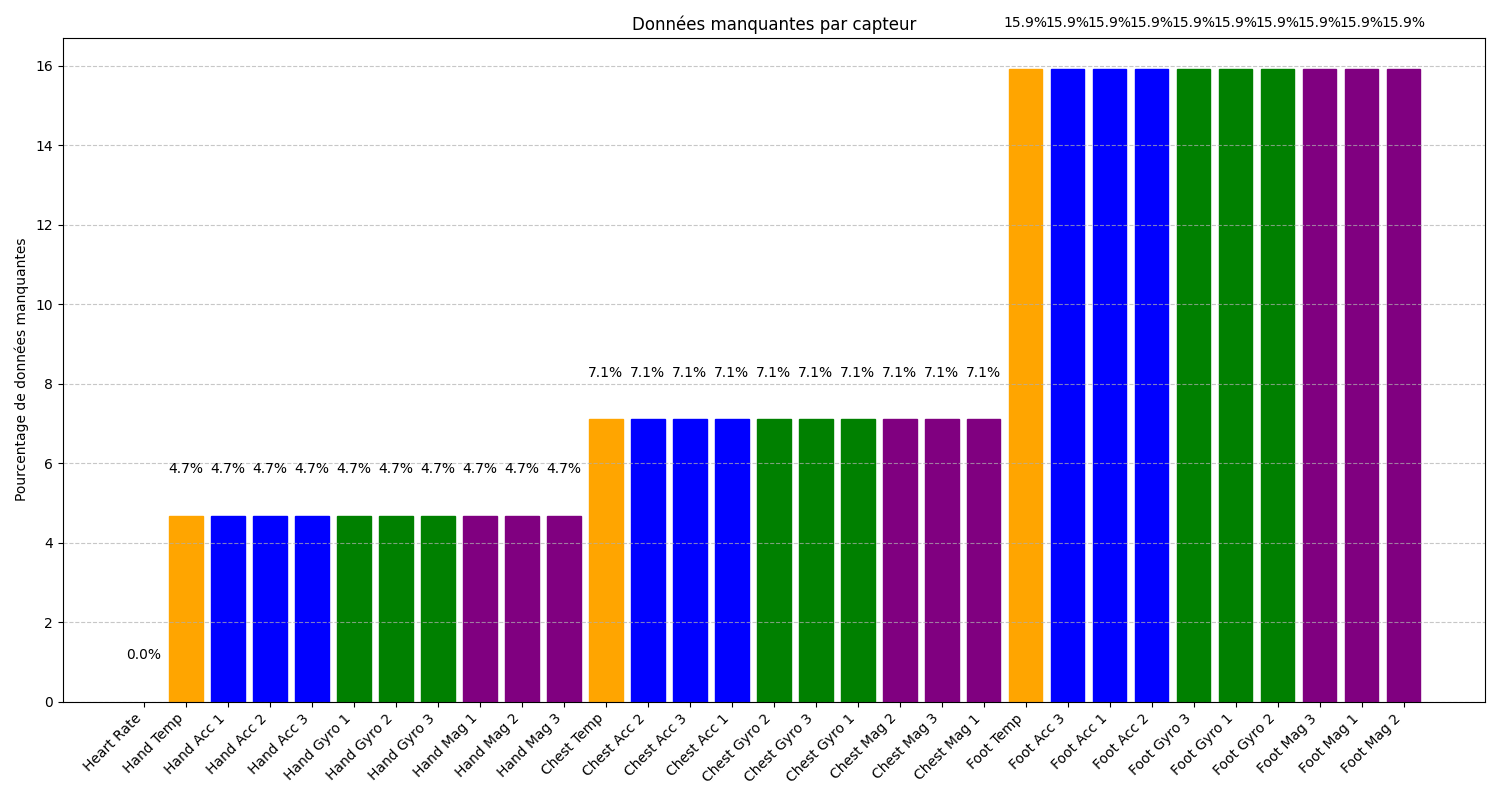 Données manquantes par capteur
15.9%15.9%15.9%15.9%15.9%15.9%15.9%15.9%15.9%15.9%
7.1% 7.1% 7.1% 7.1% 7.1% 7.1% 7.1% 7.1% 7.1% 7.1%
4.7% 4.7% 4.7% 4.7% 4.7% 4.7% 4.7% 4.7% 4.7% 4.7%
0.0%
Pourcentage de données manquantes
16
14
12
10
8
6
4
2
0
Heart Rate
Hand Temp
Hand Acc 1
Hand Acc 2
Hand Acc 3
Hand Gyro 1
Hand Gyro 2
Hand Gyro 3
Hand Mag 1
Hand Mag 2
Hand Mag 3
Chest Temp
Chest Acc 2
Chest Acc 3
Chest Acc 1
Chest Gyro 2
Chest Gyro 3
Chest Gyro 1
Chest Mag 2
Chest Mag 3
Chest Mag 1
Foot Temp
Foot Acc 3
Foot Acc 1
Foot Acc 2
Foot Gyro 3
Foot Gyro 1
Foot Gyro 2
Foot Mag 3
Foot Mag 1
Foot Mag 2